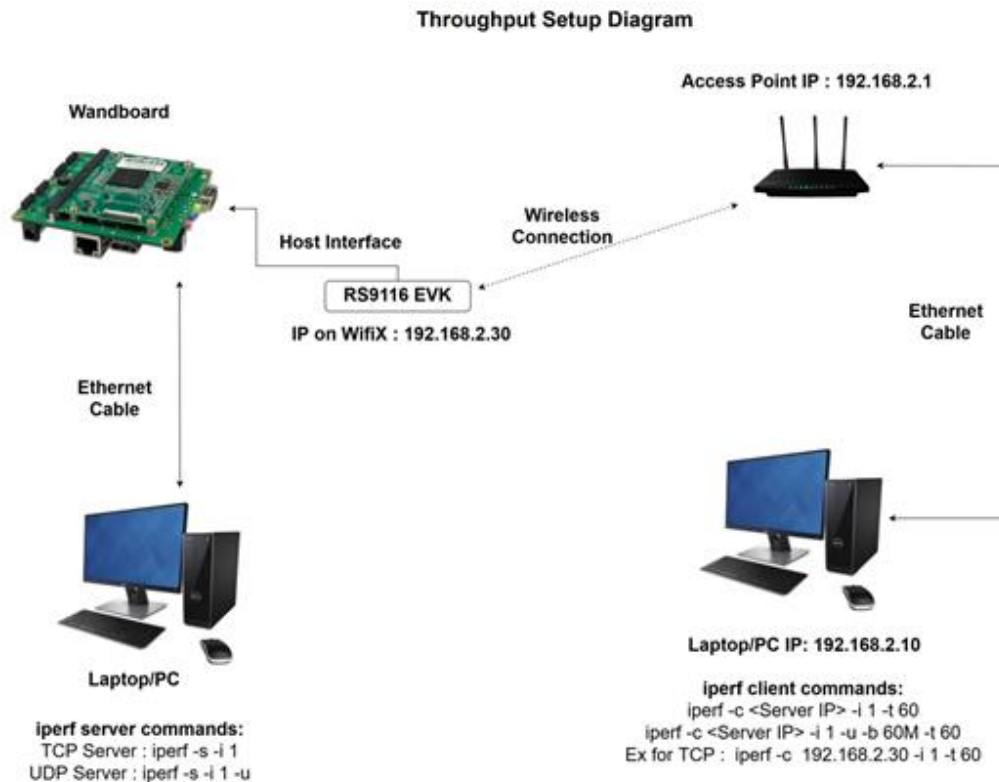 Throughput Setup Diagram
Access Point IP : 192.168.2.1
Wandboard
Wireless
Connection
Host Interface
RS9116 EVK
IP on WifiX : 192.168.2.30
Ethernet
Cable
Ethernet
Cable
Laptop/PC
iperf server commands:
TCP Server : iperf -s -i 1
UDP Server : iperf -s -i 1 -u
Laptop/PC IP: 192.168.2.10
iperf client commands:
iperf -c <Server IP> -i 1 -t 60
iperf -c <Server IP> -i 1 -u -b 60M -t 60
Ex for TCP : iperf -c 192.168.2.30 -i 1 -t 60